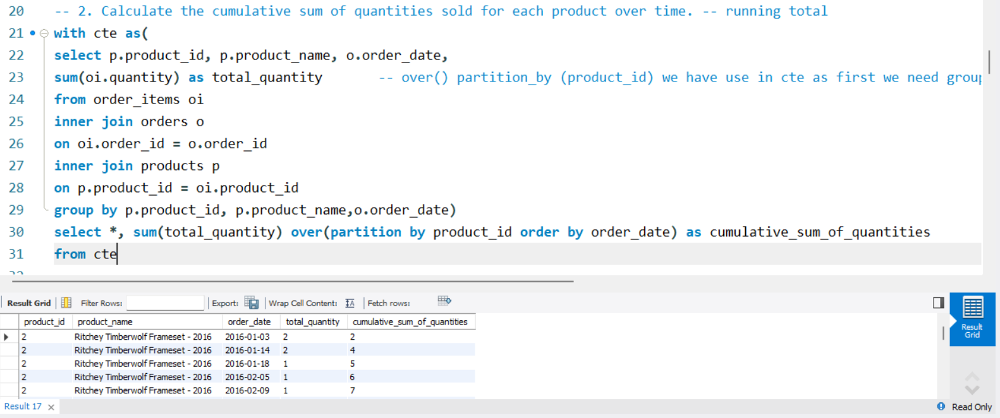 20 -- 2. Calculate the cumulative sum of quantities sold for each product over time. -- running total
21 with cte as(
22 select p.product_id, p.product_name, o.order_date,
23 sum(oi.quantity) as total_quantity -- over() partition_by (product_id) we have use in cte as first we need group
24 from order_items oi
25 inner join orders o
26 on oi.order_id = o.order_id
27 inner join products p
28 on p.product_id = oi.product_id
29 group by p.product_id, p.product_name,o.order_date)
30 select *, sum(total_quantity) over(partition by product_id order by order_date) as cumulative_sum_of_quantities
31 from cte
Result Grid Filter Rows: Export: Wrap Cell Content: IA Fetch rows:
product_id product_name order_date total_quantity cumulative_sum_of_quantities
2 Ritchey Timberwolf Frameset - 2016 2016-01-03 2 2
2 Ritchey Timberwolf Frameset - 2016 2016-01-14 2 4
2 Ritchey Timberwolf Frameset - 2016 2016-01-18 1 5
2 Ritchey Timberwolf Frameset - 2016 2016-02-05 1 6
2 Ritchey Timberwolf Frameset - 2016 2016-02-09 1 7
Result
Grid
Result 17
Read Only